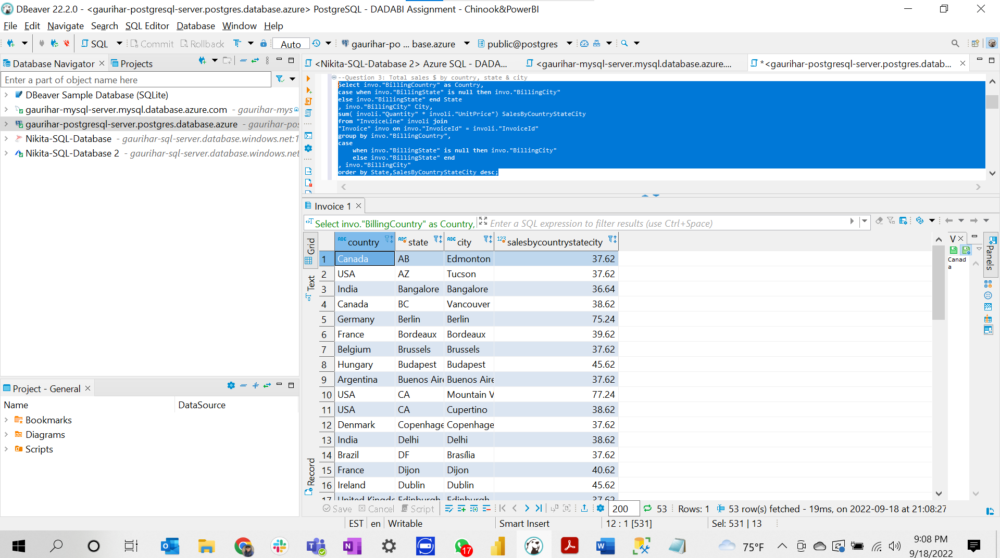 DBeaver 22.2.0 - <gaurihar-postgresql-server.postgres.database.azure> PostgreSQL - DADABI Assignment - Chinook&PowerBI
File Edit Navigate Search SQL Editor Database Window Help
SQL Commit Rollback Auto gaurihar-po ... base.azure public@postgres
Database Navigator Projects
Enter a part of object name here
DBeaver Sample Database (SQLite)
gaurihar-mysql-server.mysql.database.azure.com - gaurihar-mys
gaurihar-postgresql-server.postgres.database.azure - gaurihar-pos
Nikita-SQL-Database - gaurihar-sql-server.database.windows.net:1
Nikita-SQL-Database 2 - gaurihar-sql-server.database.windows.net
Project - General
Name DataSource
Bookmarks
Diagrams
Scripts
<Nikita-SQL-Database 2> Azure SQL - DADA... <gaurihar-mysql-server.mysql.database.azure.... *<gaurihar-postgresql-server.postgres.datab...
--Question 3: Total sales $ by country, state & city
Select invo."BillingCountry" as Country,
case when invo."BillingState" is null then invo."BillingCity"
else invo."BillingState" end State
, invo."BillingCity" City,
sum( involi."Quantity" * involi."UnitPrice") SalesByCountryStateCity
from "InvoiceLine" involi join
"Invoice" invo on invo."InvoiceId" = involi."InvoiceId"
group by invo."BillingCountry",
case
when invo."BillingState" is null then invo."BillingCity"
else invo."BillingState" end
, invo."BillingCity"
order by State,SalesByCountryStateCity desc;
Invoice 1
Select invo."BillingCountry" as Country, Enter a SQL expression to filter results (use Ctrl+Space)
Grid
Text
Record
ABC country ABC state ABC city 123 salesbycountrystatecity
1 Canada AB Edmonton 37.62
2 USA AZ Tucson 37.62
3 India Bangalore Bangalore 36.64
4 Canada BC Vancouver 38.62
5 Germany Berlin Berlin 75.24
6 France Bordeaux Bordeaux 39.62
7 Belgium Brussels Brussels 37.62
8 Hungary Budapest Budapest 45.62
9 Argentina Buenos Aire Buenos Aire 37.62
10 USA CA Mountain V 77.24
11 USA CA Cupertino 38.62
12 Denmark Copenhage Copenhage 37.62
13 India Delhi Delhi 38.62
14 Brazil DF Brasília 37.62
15 France Dijon Dijon 40.62
16 Ireland Dublin Dublin 45.62
17 United Kingdo Edinburgh Edinburgh 37.62
V
Canad
a
Panels
Save Cancel Script 200 53 Rows: 1 53 row(s) fetched - 19ms, on 2022-09-18 at 21:08:27
EST en Writable Smart Insert 12 : 1 [531] Sel: 531 | 13
17
75°F
9:08 PM
9/18/2022